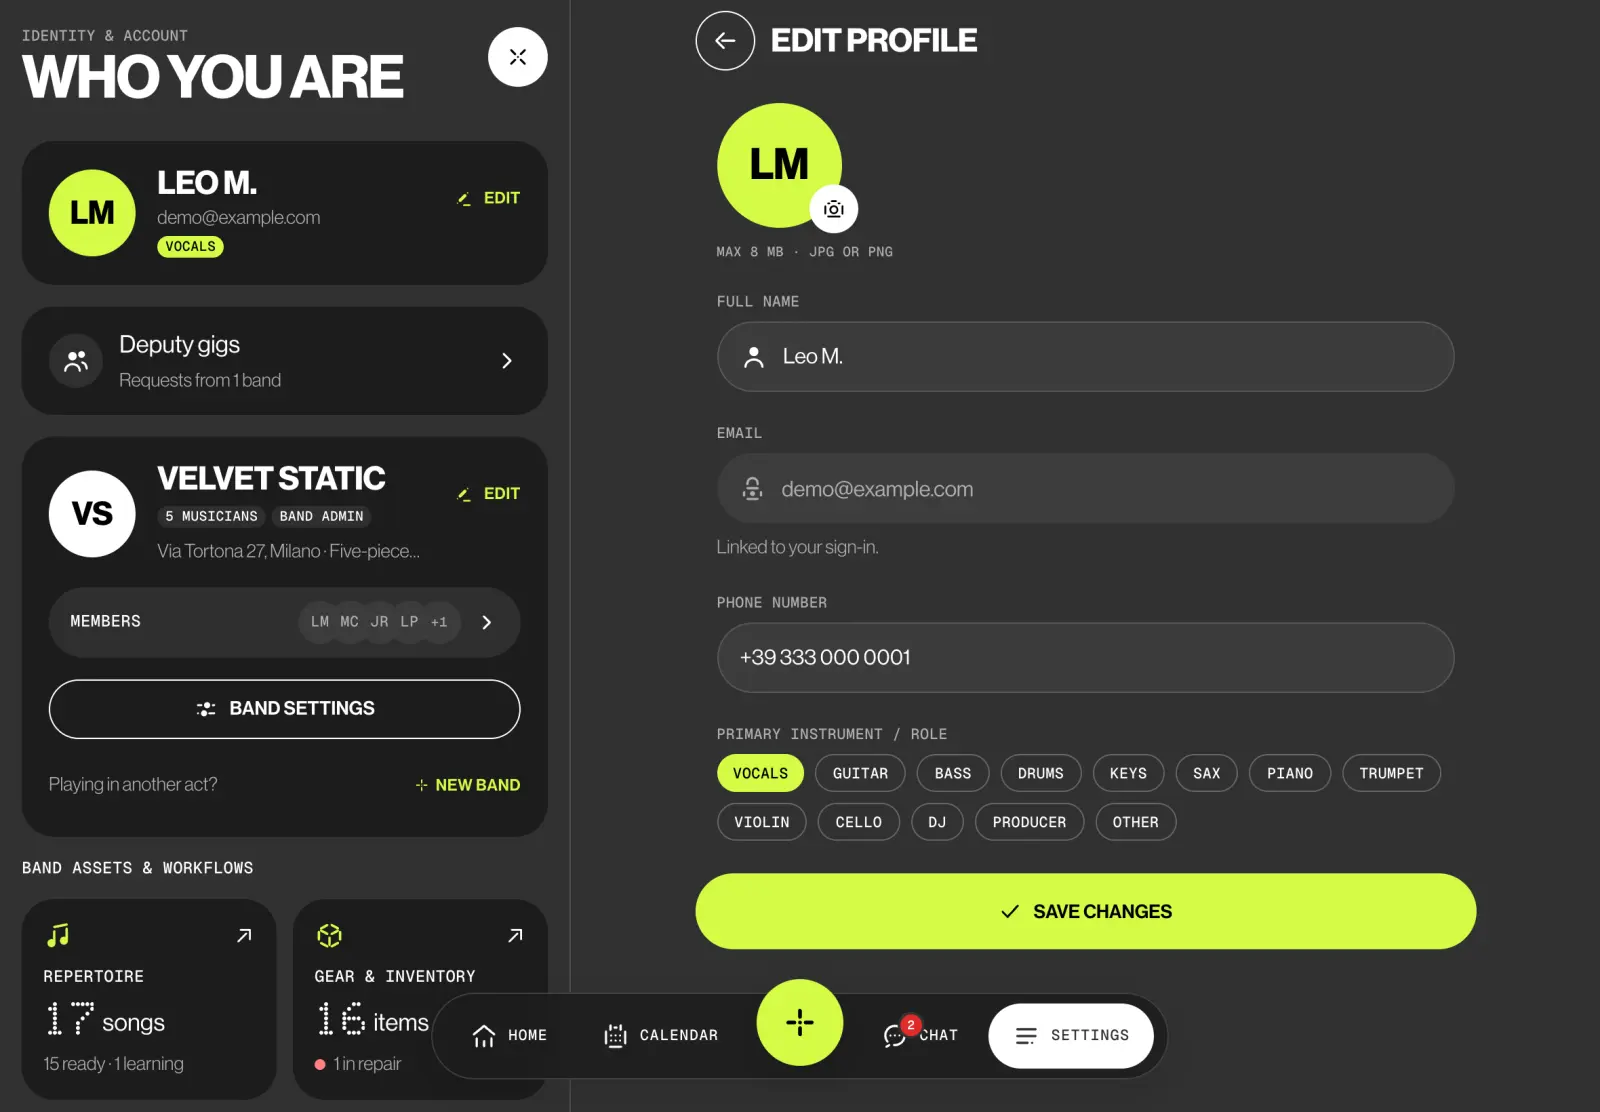 IDENTITY & ACCOUNT
WHO YOU ARE
LM
LEO M.
demo@example.com
VOCALS
EDIT
Deputy gigs
Requests from 1 band
VS
VELVET STATIC
5 MUSICIANS
BAND ADMIN
Via Tortona 27, Milano · Five-piece...
EDIT
MEMBERS
LM MC JR LP +1
BAND SETTINGS
Playing in another act?
NEW BAND
BAND ASSETS & WORKFLOWS
REPERTOIRE
17 songs
15 ready · 1 learning
GEAR & INVENTORY
16 items
1 in repair
EDIT PROFILE
LM
MAX 8 MB · JPG OR PNG
FULL NAME
Leo M.
EMAIL
demo@example.com
Linked to your sign-in.
PHONE NUMBER
+39 333 000 0001
PRIMARY INSTRUMENT / ROLE
VOCALS GUITAR BASS DRUMS KEYS SAX PIANO TRUMPET
VIOLIN CELLO DJ PRODUCER OTHER
SAVE CHANGES
HOME
CALENDAR
2
CHAT
SETTINGS